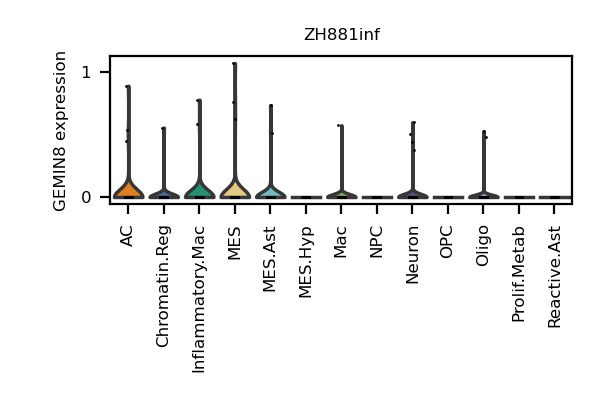 ZH881inf
GEMIN8 expression
1
0
AC
Chromatin.Reg
Inflammatory.Mac
MES
MES.Ast
MES.Hyp
Mac
NPC
Neuron
OPC
Oligo
Prolif.Metab
Reactive.Ast